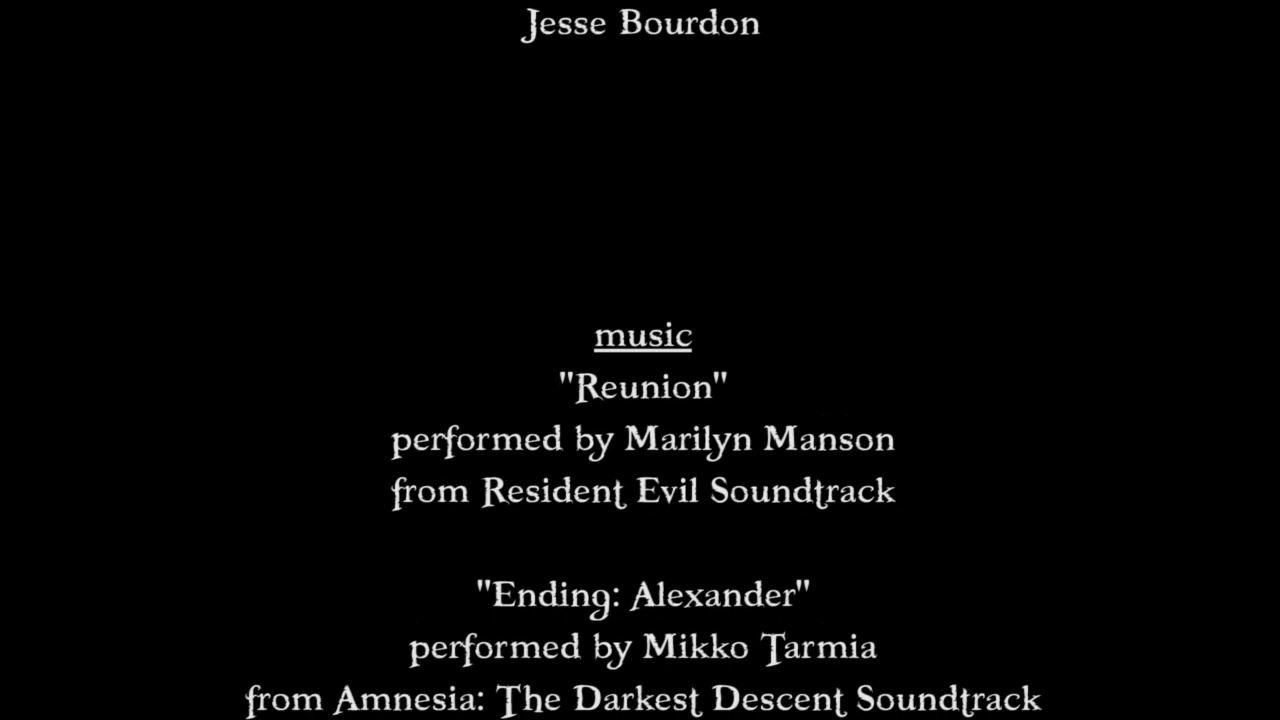 Jesse Bourdon
music
"Reunion"
performed by Marilyn Manson
from Resident Evil Soundtrack
"Ending: Alexander"
performed by Mikko Tarmia
from Amnesia: The Darkest Descent Soundtrack